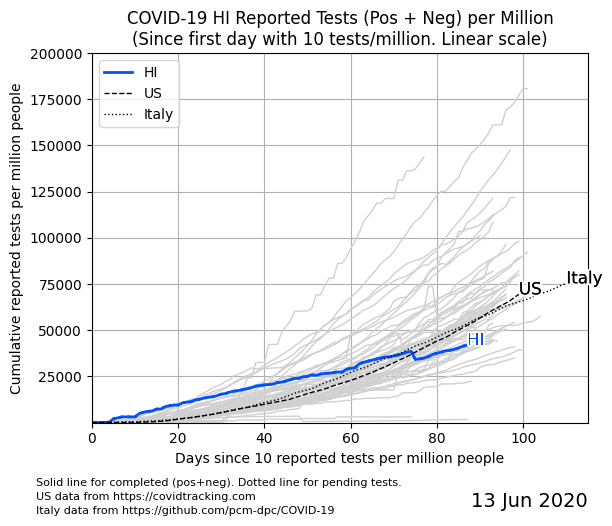 COVID-19 HI Reported Tests (Pos + Neg) per Million
(Since first day with 10 tests/million. Linear scale)
Cumulative reported tests per million people
200000
175000
150000
125000
100000
75000
50000
25000
HI
US
Italy
US
Italy
HI
0
20
40
60
80
100
Days since 10 reported tests per million people
Solid line for completed (pos+neg). Dotted line for pending tests.
US data from https://covidtracking.com
Italy data from https://github.com/pcm-dpc/COVID-19
13 Jun 2020